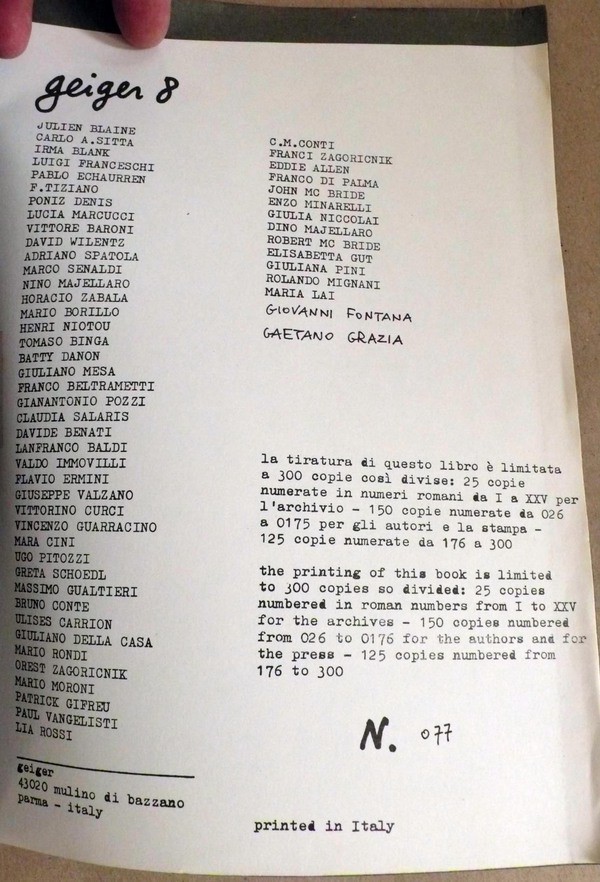 geiger 8
JULIEN BLAINE
CARLO A.SITTA
IRMA BLANK
LUIGI FRANCESCHI
PABLO ECHAURREN
F.TIZIANO
PONIZ DENIS
LUCIA MARCUCCI
VITTORE BARONI
DAVID WILENTZ
ADRIANO SPATOLA
MARCO SENALDI
NINO MAJELLARO
HORACIO ZABALA
MARIO BORILLO
HENRI NIOTOU
TOMASO BINGA
BATTY DANON
GIULIANO MESA
FRANCO BELTRAMETTI
GIANANTONIO POZZI
CLAUDIA SALARIS
DAVIDE BENATI
LANFRANCO BALDI
VALDO IMMOVILLI
FLAVIO ERMINI
GIUSEPPE VALZANO
VITTORINO CURCI
VINCENZO GUARRACINO
MARA CINI
UGO PITOZZI
GRETA SCHOEDL
MASSIMO GUALTIERI
BRUNO CONTE
ULISES CARRION
GIULIANO DELLA CASA
MARIO RONDI
OREST ZAGORICNIK
MARIO MORONI
PATRICK GIFREU
PAUL VANGELISTI
LIA ROSSI
geiger
43020 mulino di bazzano
parma - italy
C.M.CONTI
FRANCI ZAGORICNIK
EDDIE ALLEN
FRANCO DI PALMA
JOHN MC BRIDE
ENZO MINARELLI
GIULIA NICCOLAI
DINO MAJELLARO
ROBERT MC BRIDE
ELISABETTA GUT
GIULIANA PINI
ROLANDO MIGNANI
MARIA LAI
GIOVANNI FONTANA
GAETANO GRAZIA
la tiratura di questo libro è limitata
a 300 copie così divise: 25 copie
numerate in numeri romani da I a XXV per
l'archivio - 150 copie numerate da 026
a 0175 per gli autori e la stampa -
125 copie numerate da 176 a 300
the printing of this book is limited
to 300 copies so divided: 25 copies
numbered in roman numbers from I to XXV
for the archives - 150 copies numbered
from 026 to 0176 for the authors and for
the press - 125 copies numbered from
176 to 300
N. 077
printed in Italy